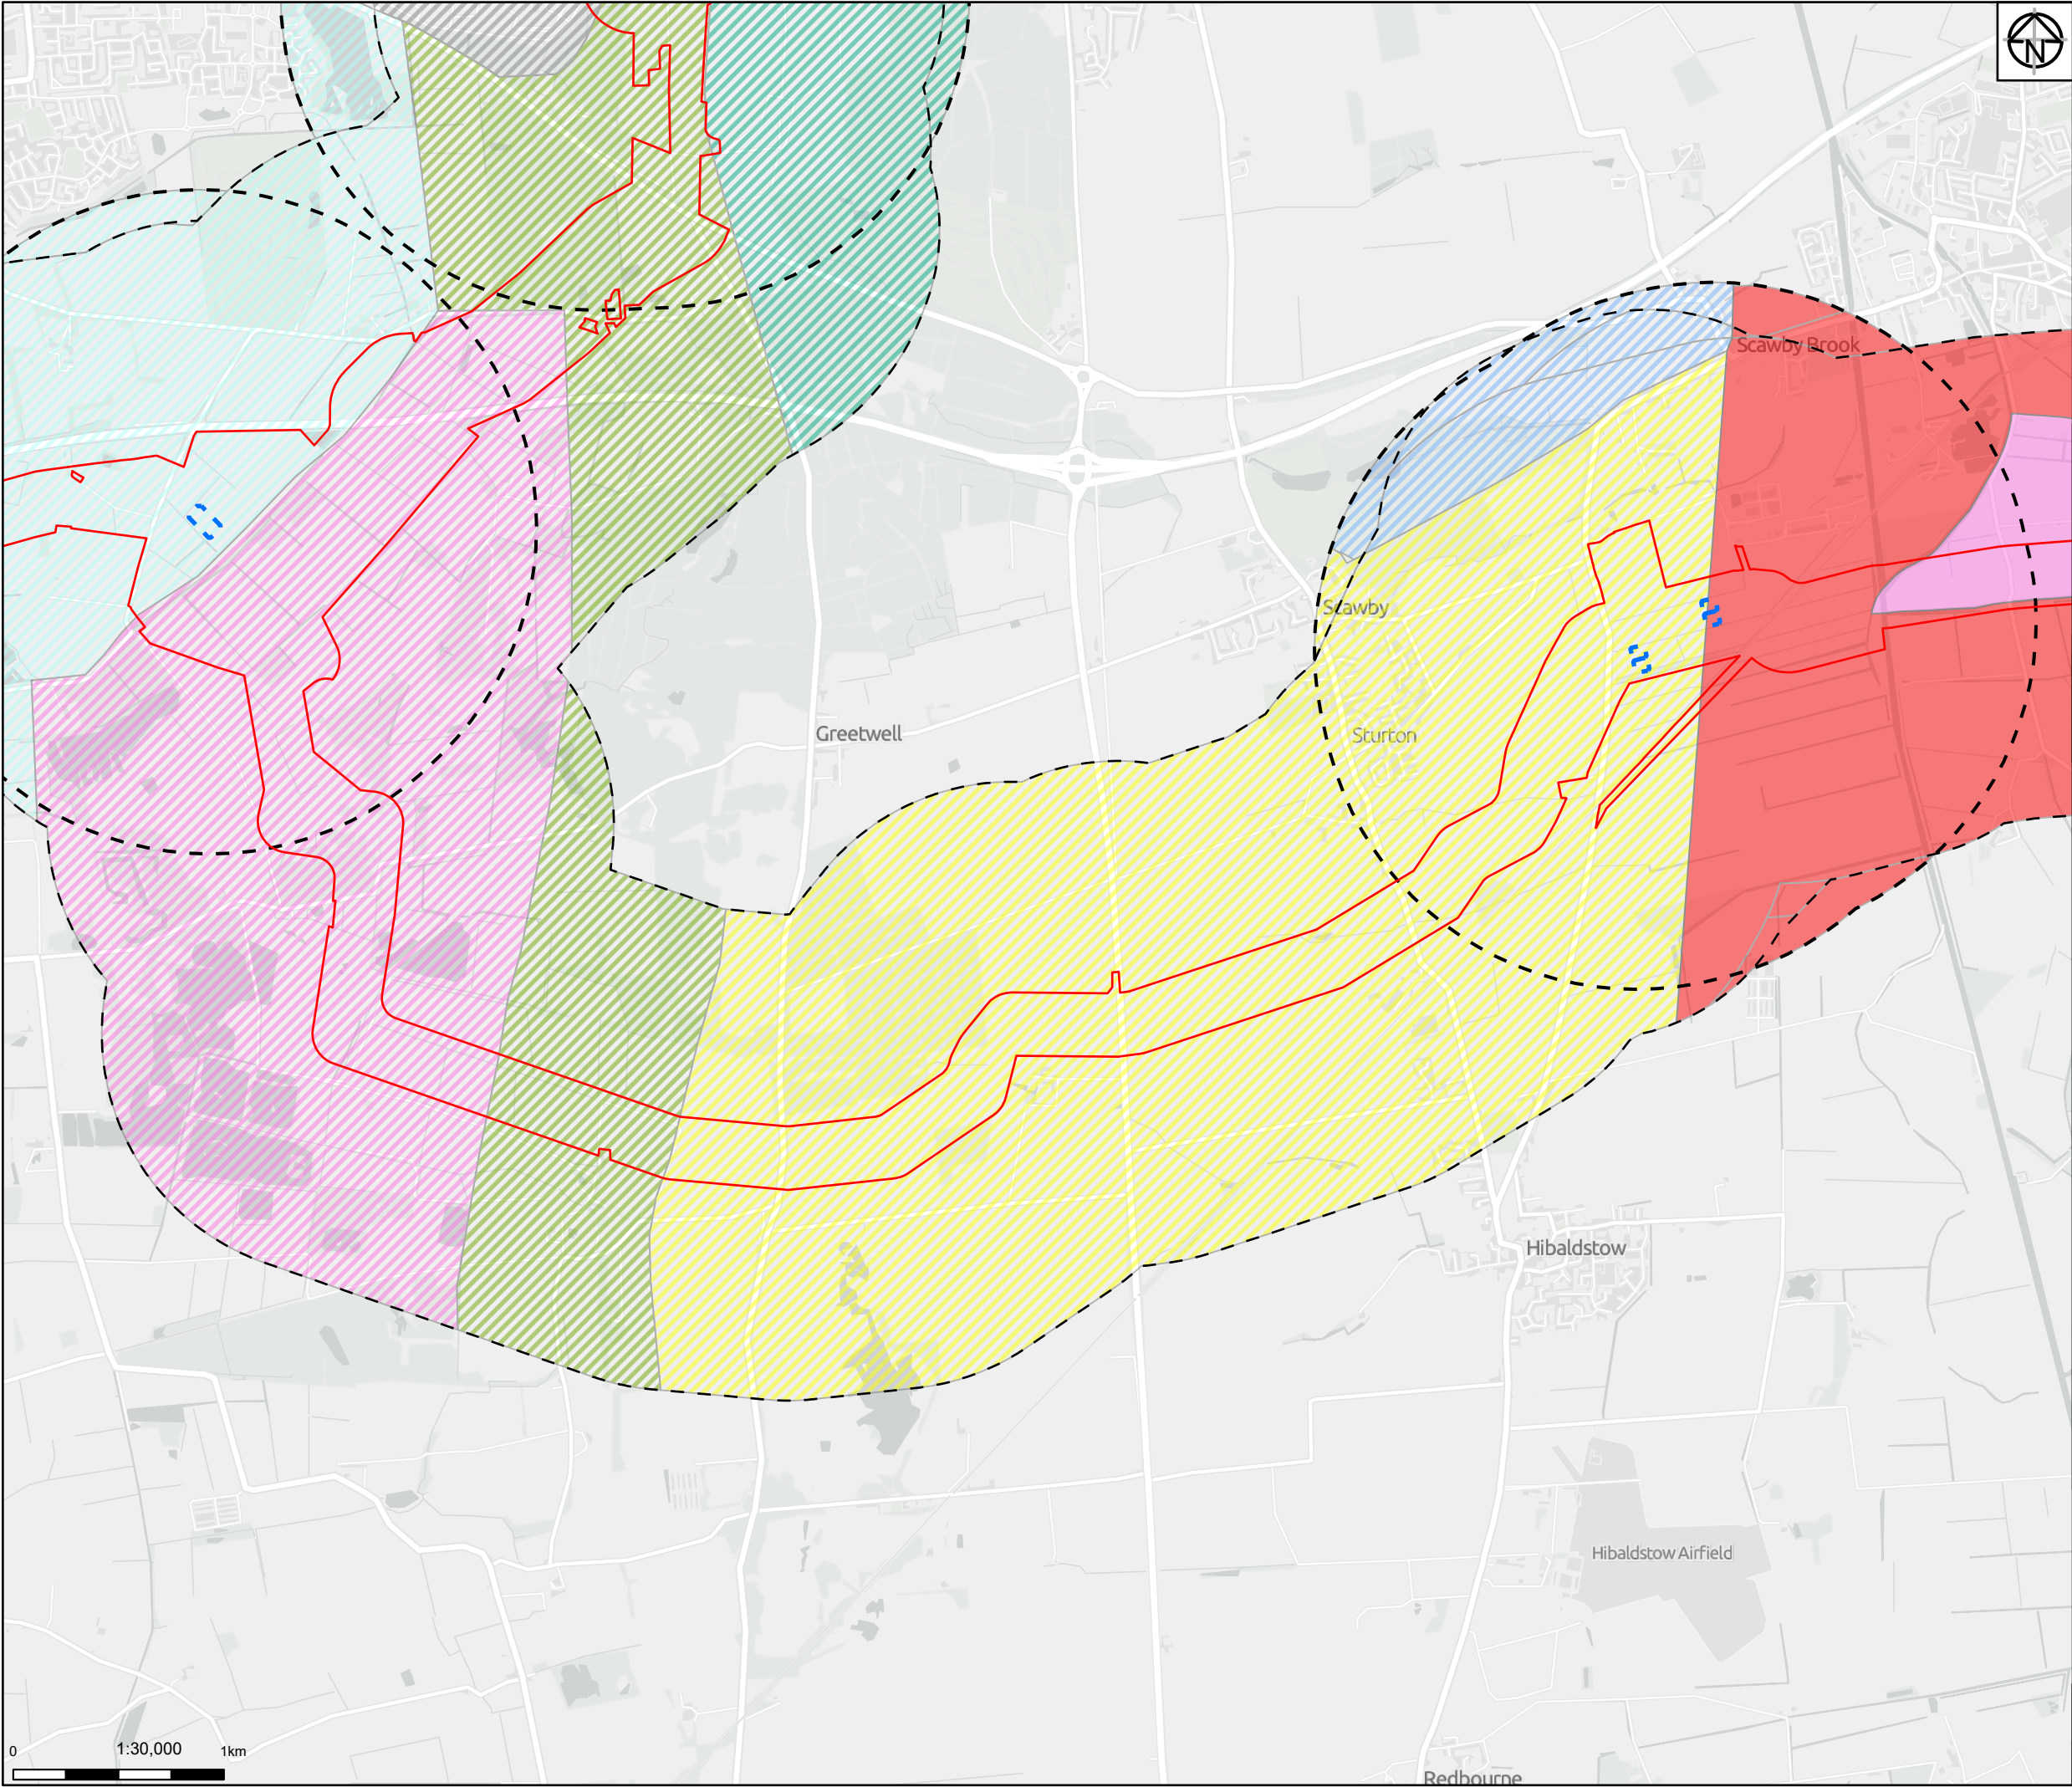 N
Scawby Brook
Scawby
Greetwell
Sturton
Hibaldstow
Hibaldstow Airfield
0 1:30,000 1km
Redbourne